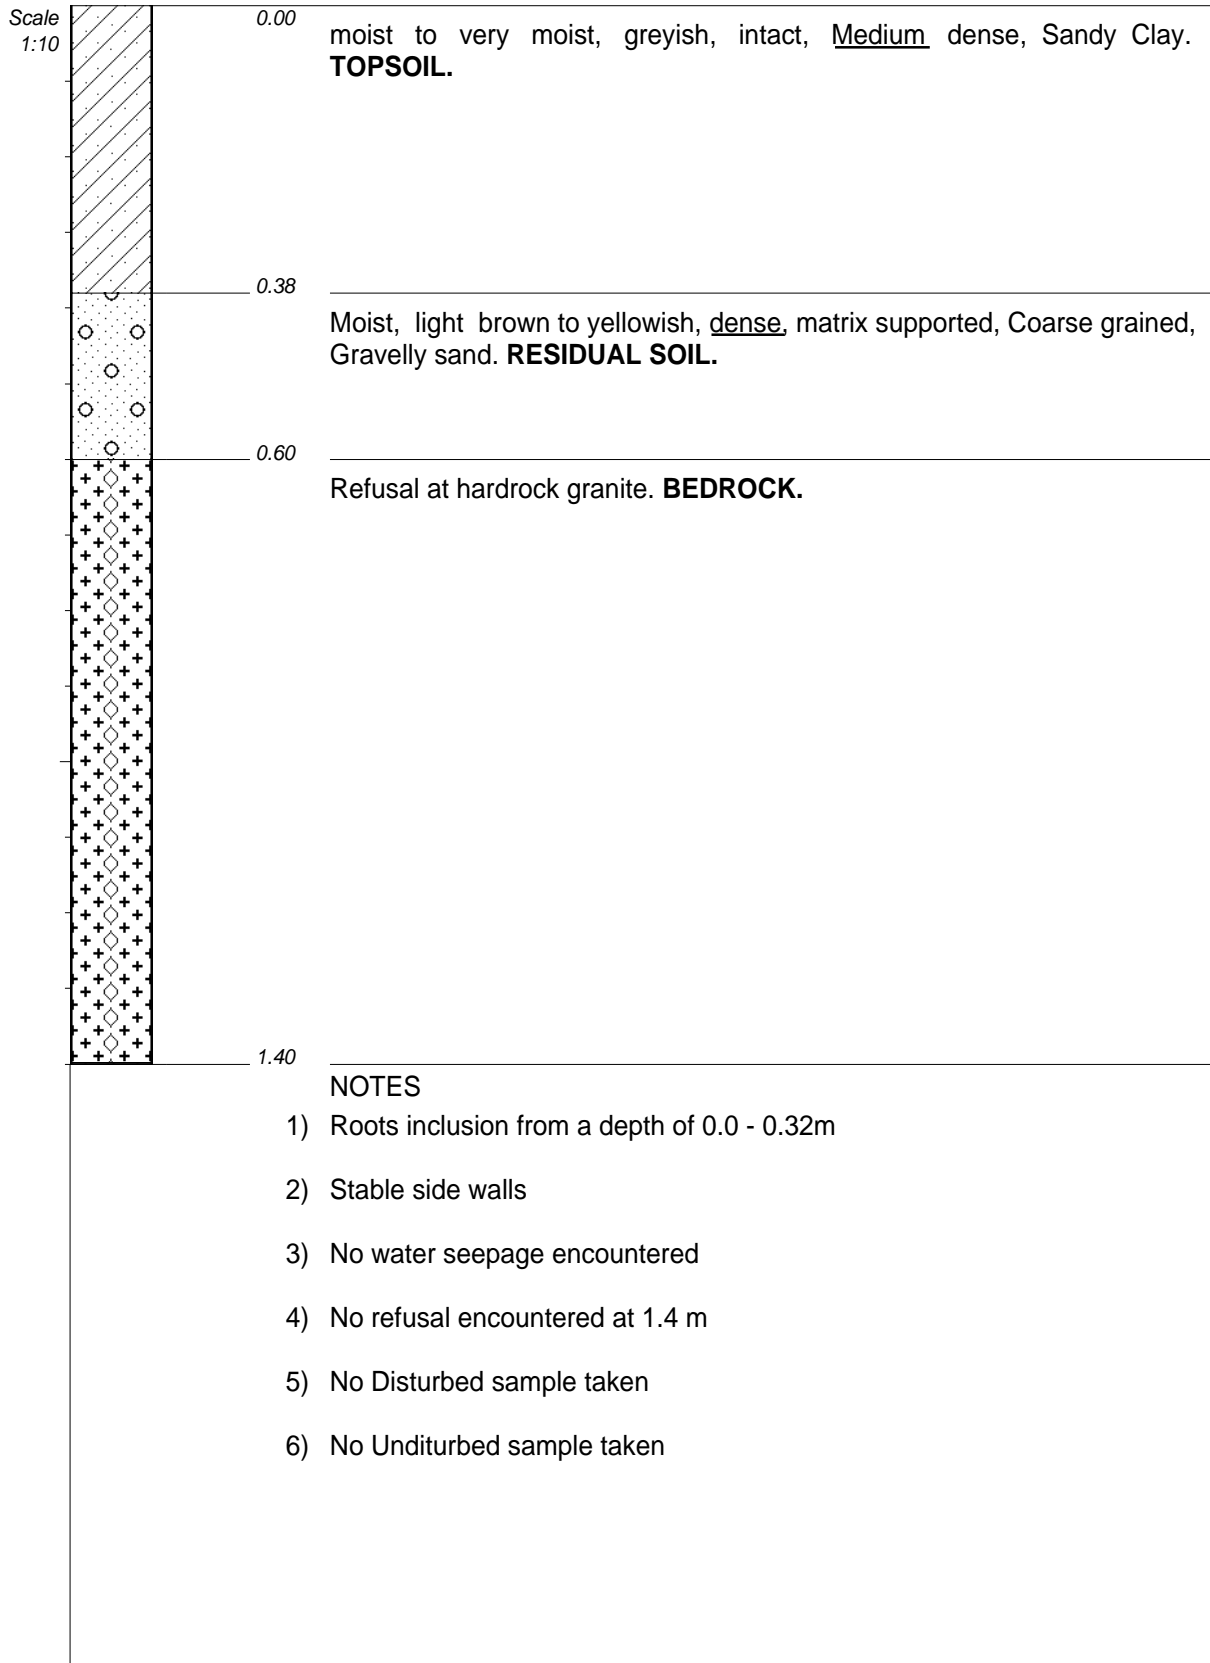 Scale
1:10
0.00
moist to very moist, greyish, intact, Medium dense, Sandy Clay.
TOPSOIL.
0.38
Moist, light brown to yellowish, dense, matrix supported, Coarse grained,
Gravelly sand. RESIDUAL SOIL.
0.60
Refusal at hardrock granite. BEDROCK.
1.40
NOTES
1) Roots inclusion from a depth of 0.0 - 0.32m
2) Stable side walls
3) No water seepage encountered
4) No refusal encountered at 1.4 m
5) No Disturbed sample taken
6) No Unditurbed sample taken